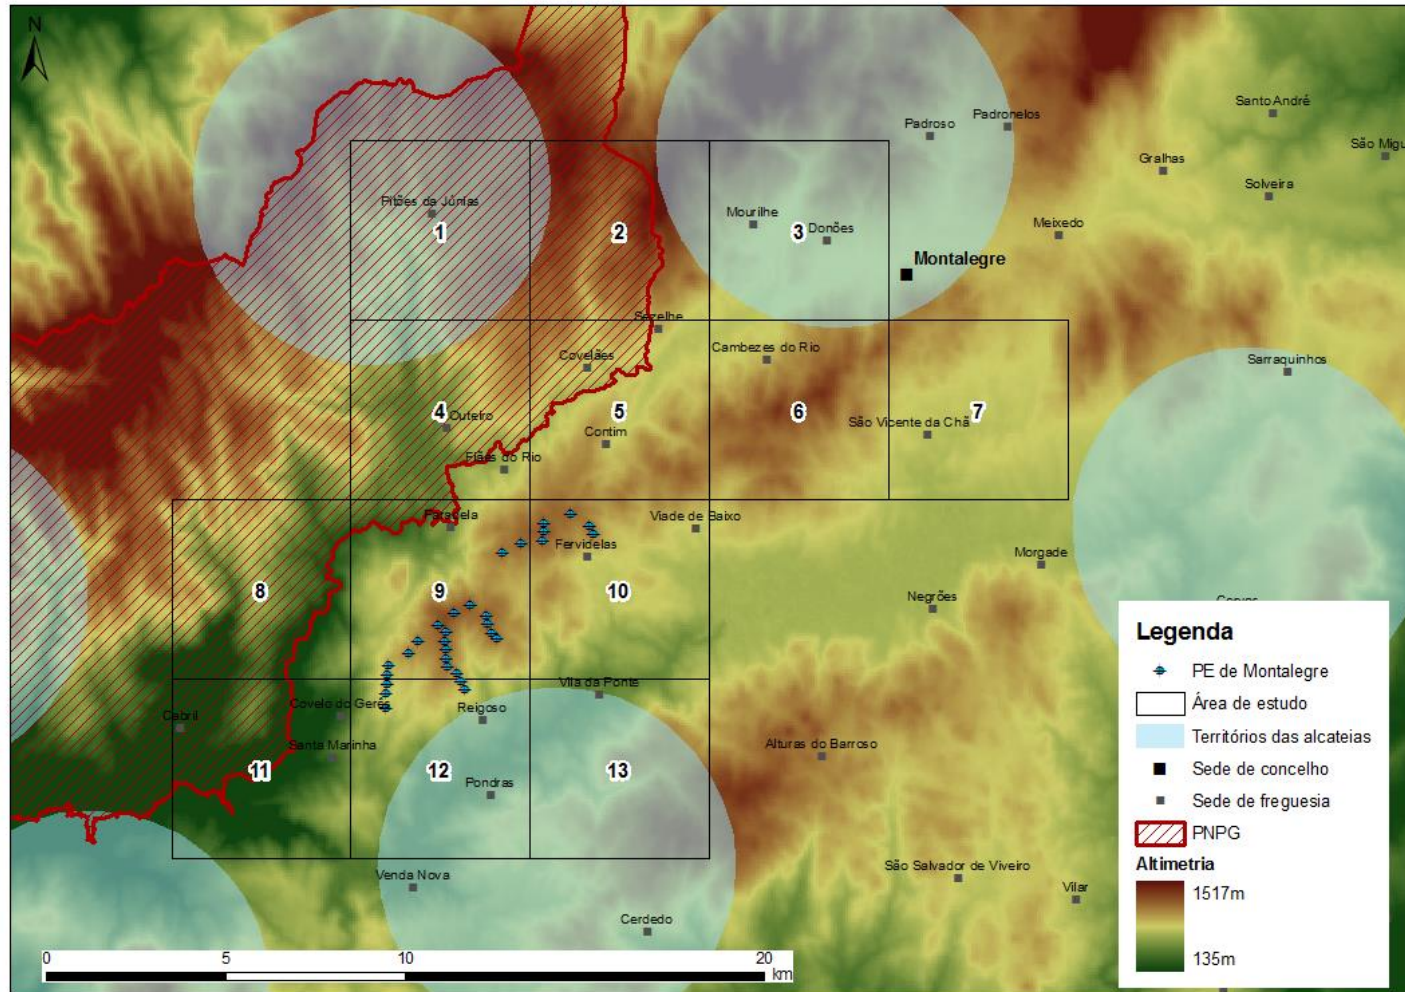 N
Santo André
Padronelos
Padroso
São Migu
Gralhas
Solveira
Pitões da Júnias
Mourilhe
Donões
Meixedo
1
2
3
Montalegre
Sezelhe
Cambezes do Rio
Covelães
Sarraquinhos
4
Outeiro
5
6
São Vicente da Chã
7
Contim
Fiães do Rio
Paradela
Viade de Baixo
Fervidelas
Morgade
8
9
10
Negrões
Vila da Ponte
Covelo do Gerês
Reigoso
Cabril
Santa Marinha
Alturas do Barroso
11
12
13
Pondras
Venda Nova
São Salvador de Viveiro
Vilar
Cerdedo
Legenda
PE de Montalegre
Área de estudo
Territórios das alcateias
Sede de concelho
Sede de freguesia
PNPG
Altimetria
1517m
135m
0 5 10 20
km